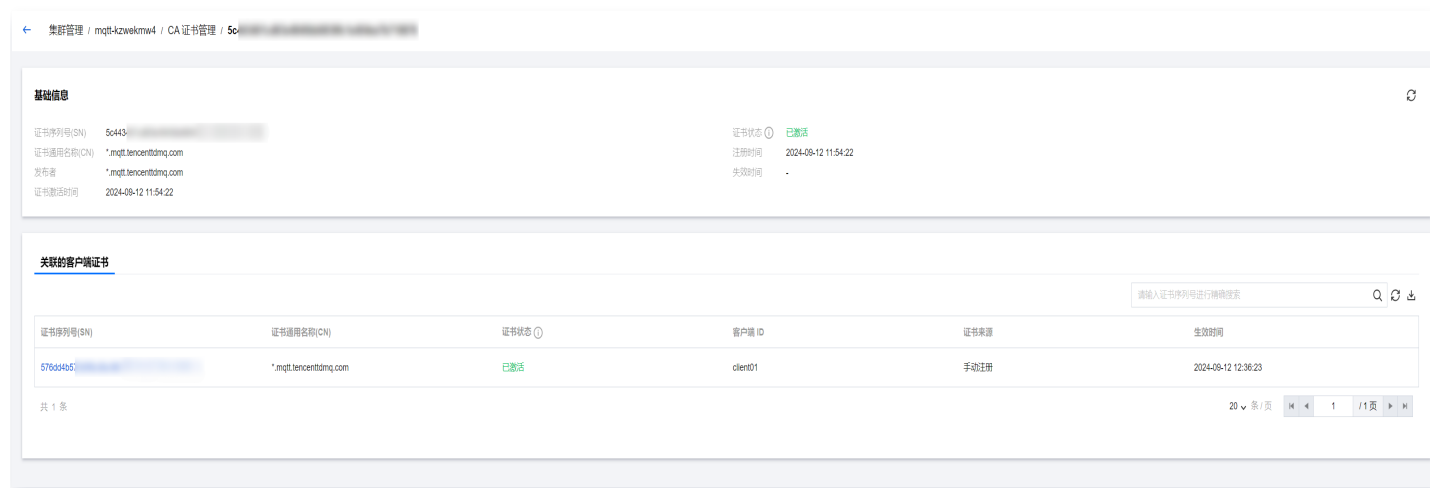 集群管理 / mqtt-kzwekmw4 / CA 证书管理 / 5c
基础信息
证书序列号(SN) 5c443 证书状态 已激活
证书通用名称(CN) *.mqtt.tencenttdmq.com 注册时间 2024-09-12 11:54:22
发布者 *.mqtt.tencenttdmq.com 失效时间 -
证书激活时间 2024-09-12 11:54:22
关联的客户端证书
请输入证书序列号进行精确搜索
证书序列号(SN) 证书通用名称(CN) 证书状态 客户端 ID 证书来源 生效时间
576dd4b5 *.mqtt.tencenttdmq.com 已激活 client01 手动注册 2024-09-12 12:36:23
共 1 条 20 条 / 页 1 / 1 页